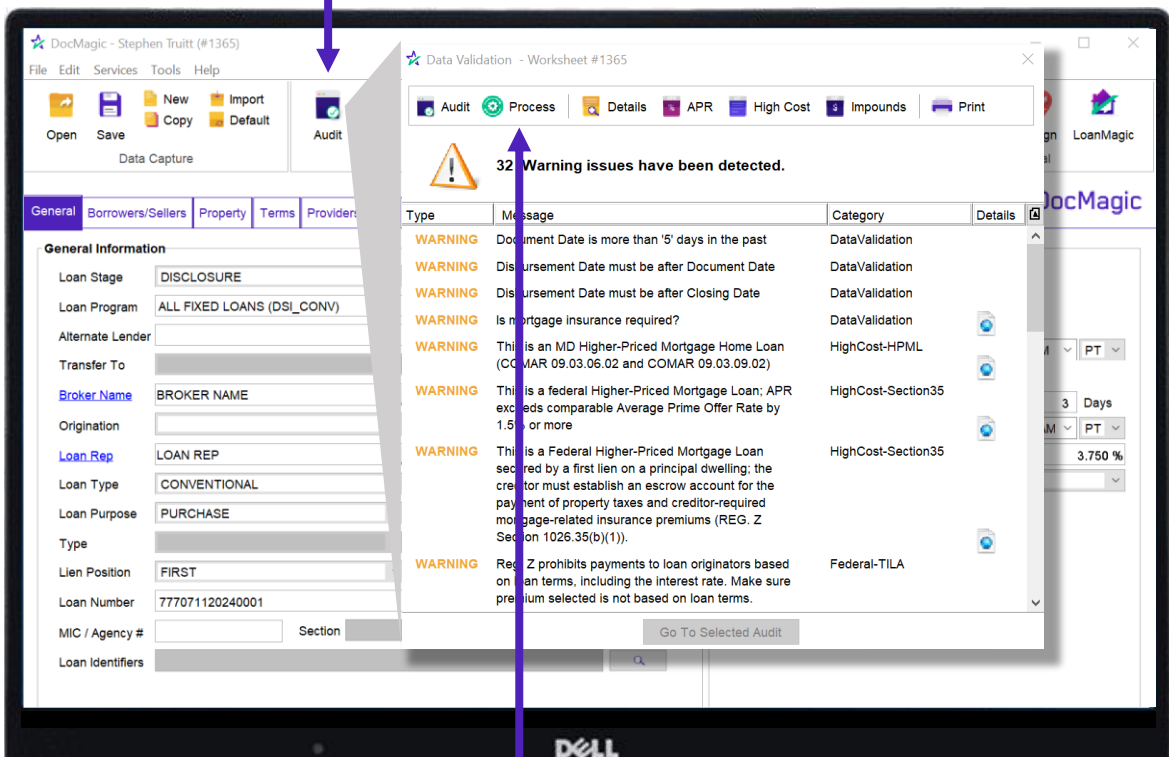 DocMagic - Stephen Truitt (#1365)
File Edit Services Tools Help
Open
Save
New
Copy
Import
Default
Data Capture
Audit
LoanMagic
DocMagic
General Borrowers/Sellers Property Terms Providers
General Information
Loan Stage DISCLOSURE
Loan Program ALL FIXED LOANS (DSI_CONV)
Alternate Lender
Transfer To
Broker Name BROKER NAME
Origination
Loan Rep LOAN REP
Loan Type CONVENTIONAL
Loan Purpose PURCHASE
Type
Lien Position FIRST
Loan Number 777071120240001
MIC / Agency # Section
Loan Identifiers
PT
3 Days
PT
3.750 %
Data Validation - Worksheet #1365
Audit Process Details APR High Cost Impounds Print
32 Warning issues have been detected.
Type Message Category Details
WARNING Document Date is more than '5' days in the past DataValidation
WARNING Disbursement Date must be after Document Date DataValidation
WARNING Disbursement Date must be after Closing Date DataValidation
WARNING Is mortgage insurance required? DataValidation
WARNING This is an MD Higher-Priced Mortgage Home Loan HighCost-HPML
(COMAR 09.03.06.02 and COMAR 09.03.09.02)
WARNING This is a federal Higher-Priced Mortgage Loan; APR HighCost-Section35
exceeds comparable Average Prime Offer Rate by
1.5% or more
WARNING This is a Federal Higher-Priced Mortgage Loan HighCost-Section35
secured by a first lien on a principal dwelling; the
creditor must establish an escrow account for the
payment of property taxes and creditor-required
mortgage-related insurance premiums (REG. Z
Section 1026.35(b)(1)).
WARNING Reg. Z prohibits payments to loan originators based Federal-TILA
on loan terms, including the interest rate. Make sure
premium selected is not based on loan terms.
Go To Selected Audit
DELL